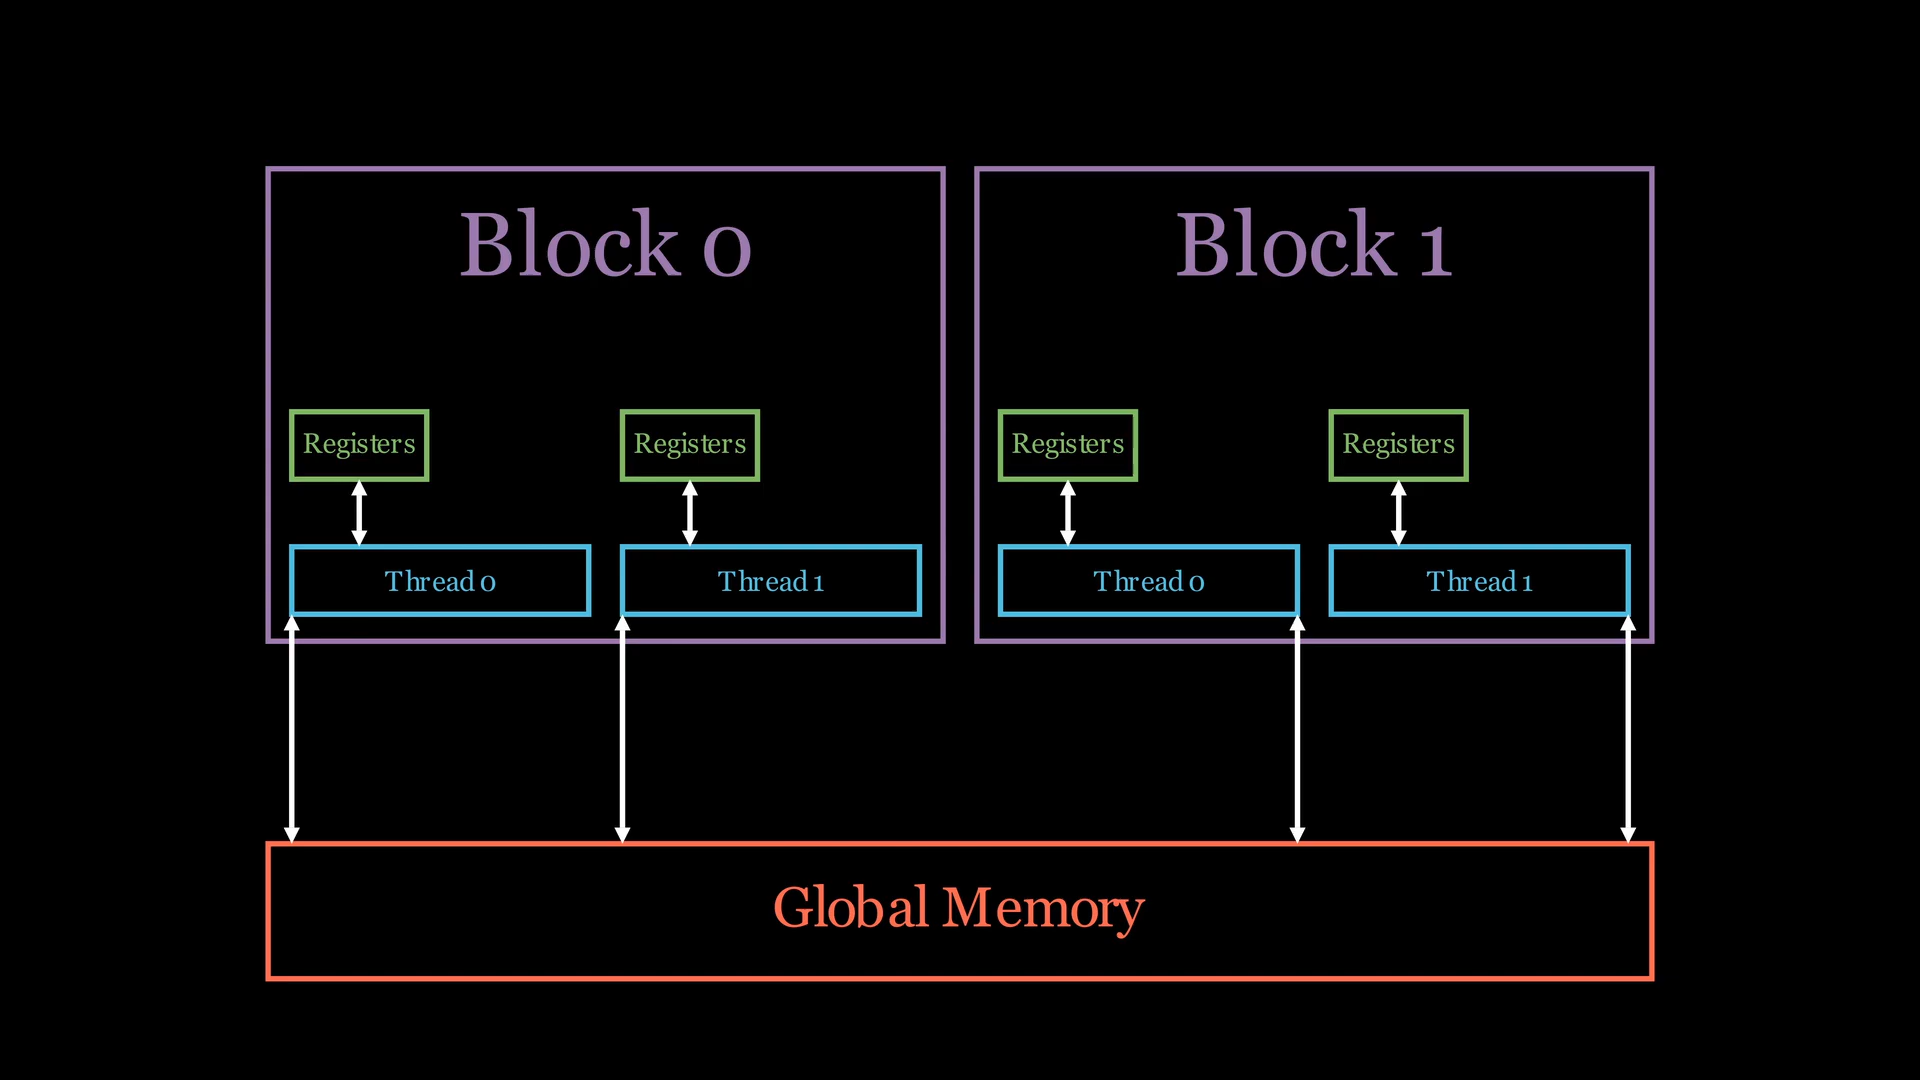 Block 0
Block 1
Registers
Registers
Registers
Registers
Thread 0
Thread 1
Thread 0
Thread 1
Global Memory